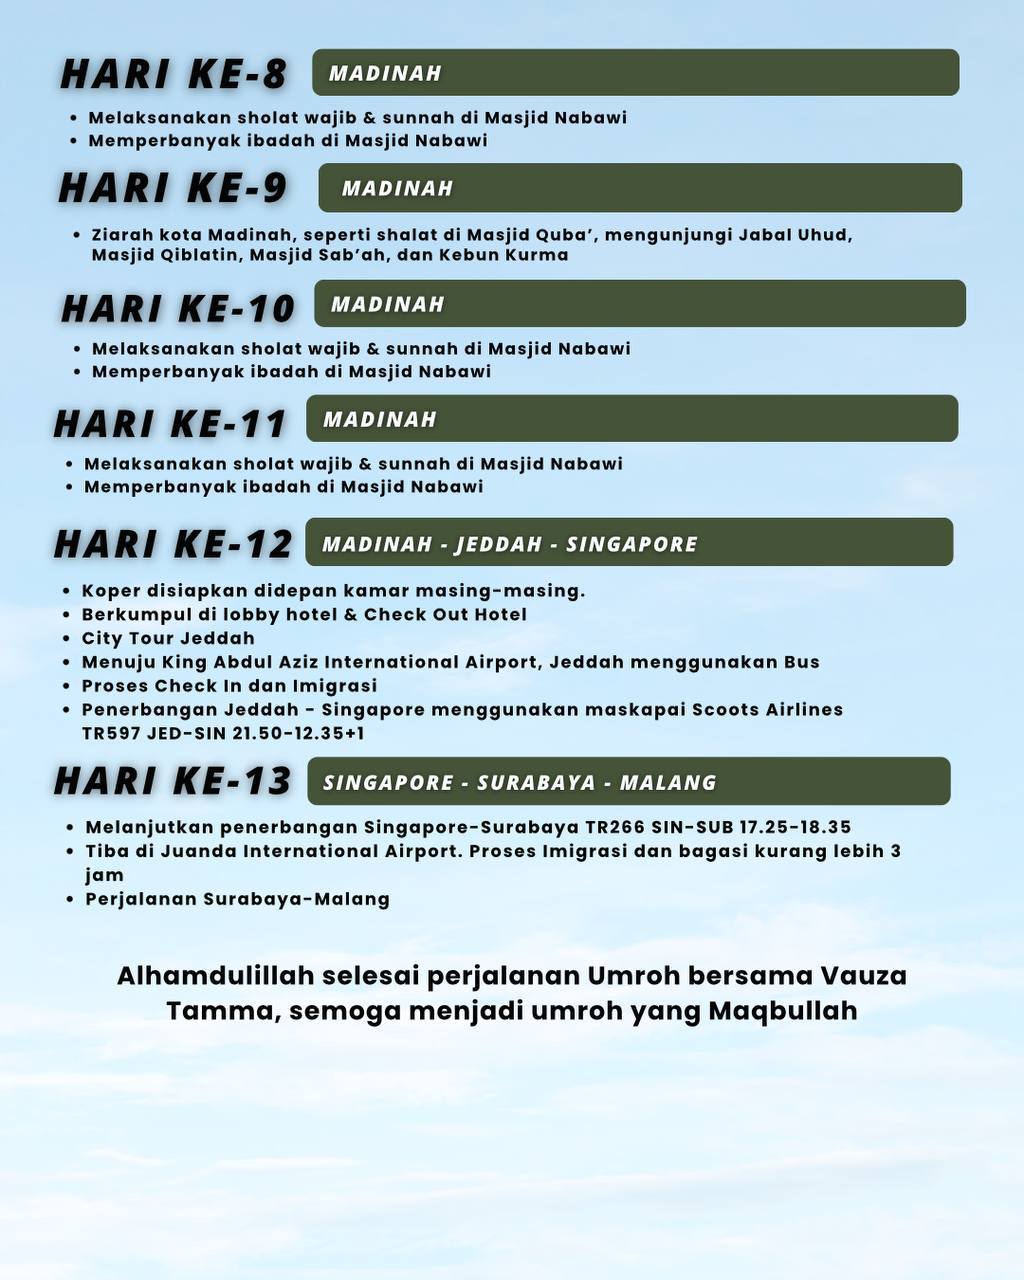 HARI KE-8 MADINAH
• Melaksanakan sholat wajib & sunnah di Masjid Nabawi
• Memperbanyak ibadah di Masjid Nabawi
HARI KE-9 MADINAH
• Ziarah kota Madinah, seperti shalat di Masjid Quba’, mengunjungi Jabal Uhud,
Masjid Qiblatin, Masjid Sab’ah, dan Kebun Kurma
HARI KE-10 MADINAH
• Melaksanakan sholat wajib & sunnah di Masjid Nabawi
• Memperbanyak ibadah di Masjid Nabawi
HARI KE-11 MADINAH
• Melaksanakan sholat wajib & sunnah di Masjid Nabawi
• Memperbanyak ibadah di Masjid Nabawi
HARI KE-12 MADINAH - JEDDAH - SINGAPORE
• Koper disiapkan didepan kamar masing-masing.
• Berkumpul di lobby hotel & Check Out Hotel
• City Tour Jeddah
• Menuju King Abdul Aziz International Airport, Jeddah menggunakan Bus
• Proses Check In dan Imigrasi
• Penerbangan Jeddah - Singapore menggunakan maskapai Scoots Airlines
TR597 JED-SIN 21.50-12.35+1
HARI KE-13 SINGAPORE - SURABAYA - MALANG
• Melanjutkan penerbangan Singapore-Surabaya TR266 SIN-SUB 17.25-18.35
• Tiba di Juanda International Airport. Proses Imigrasi dan bagasi kurang lebih 3
jam
• Perjalanan Surabaya-Malang
Alhamdulillah selesai perjalanan Umroh bersama Vauza
Tamma, semoga menjadi umroh yang Maqbullah